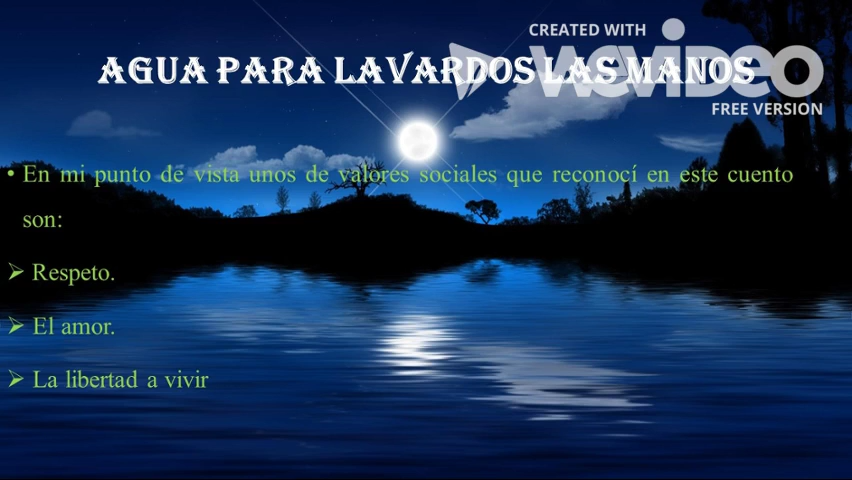 CREATED WITH
WeVideo
FREE VERSION
AGUA PARA LAVARDOS LAS MANOS
• En mi punto de vista unos de valores sociales que reconocí en este cuento
son:
➢ Respeto.
➢ El amor.
➢ La libertad a vivir